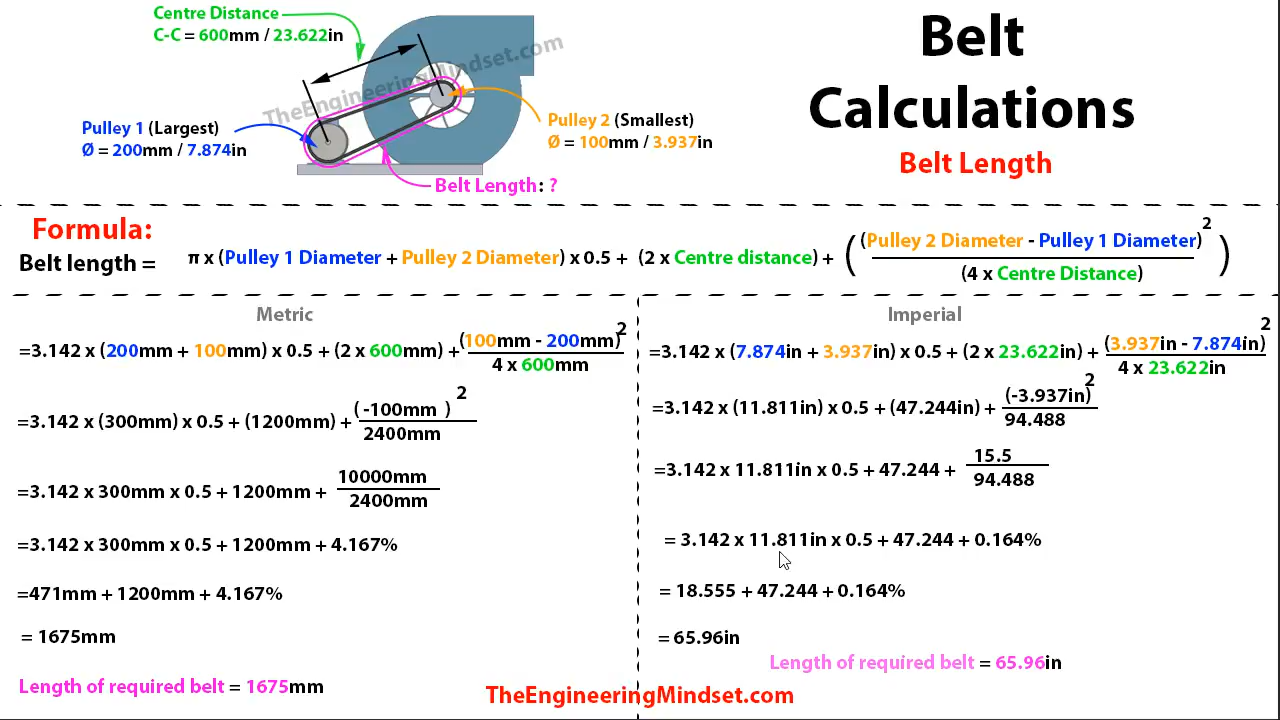 Centre Distance
C-C = 600mm / 23.622in
Belt
Calculations
Belt Length
TheEngineeringMindset.com
Pulley 1 (Largest)
Ø = 200mm / 7.874in
Pulley 2 (Smallest)
Ø = 100mm / 3.937in
Belt Length: ?
Formula:
Belt length = π x (Pulley 1 Diameter + Pulley 2 Diameter) x 0.5 + (2 x Centre distance) + ( (Pulley 2 Diameter - Pulley 1 Diameter)2 )
(4 x Centre Distance)
Metric
=3.142 x (200mm + 100mm) x 0.5 + (2 x 600mm) + (100mm - 200mm)2
4 x 600mm
=3.142 x (300mm) x 0.5 + (1200mm) + ( -100mm ) 2
2400mm
=3.142 x 300mm x 0.5 + 1200mm + 10000mm
2400mm
=3.142 x 300mm x 0.5 + 1200mm + 4.167%
=471mm + 1200mm + 4.167%
= 1675mm
Length of required belt = 1675mm
Imperial
=3.142 x (7.874in + 3.937in) x 0.5 + (2 x 23.622in) + (3.937in - 7.874in)2
4 x 23.622in
=3.142 x (11.811in) x 0.5 + (47.244in) + (-3.937in)2
94.488
=3.142 x 11.811in x 0.5 + 47.244 + 15.5
94.488
= 3.142 x 11.811in x 0.5 + 47.244 + 0.164%
= 18.555 + 47.244 + 0.164%
= 65.96in
Length of required belt = 65.96in
TheEngineeringMindset.com